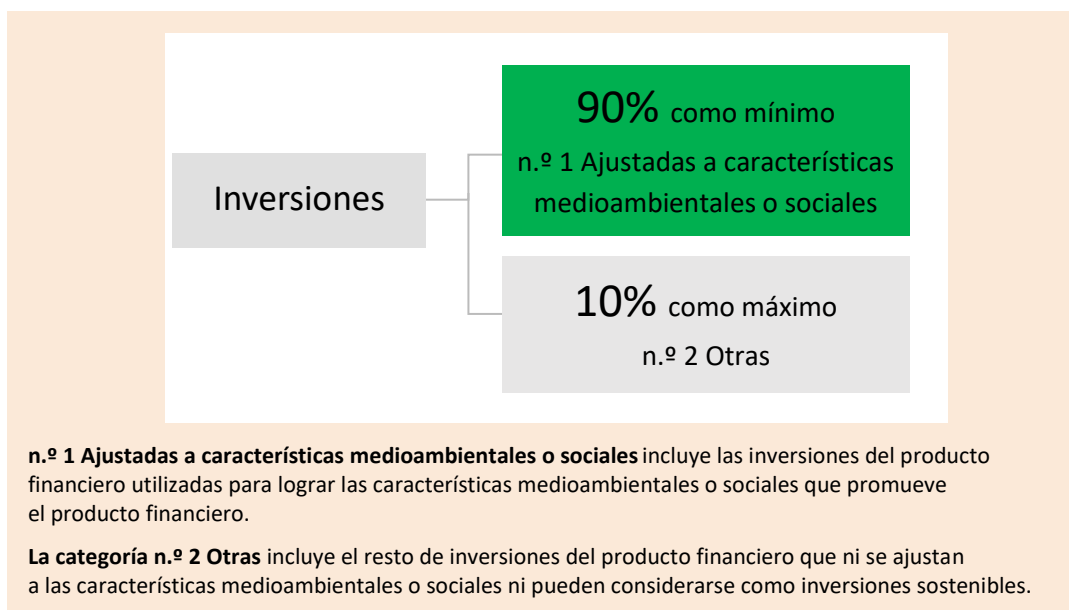 90% como mínimo
n.º 1 Ajustadas a características
medioambientales o sociales
Inversiones
10% como máximo
n.º 2 Otras
n.º 1 Ajustadas a características medioambientales o sociales incluye las inversiones del producto
financiero utilizadas para lograr las características medioambientales o sociales que promueve
el producto financiero.
La categoría n.º 2 Otras incluye el resto de inversiones del producto financiero que ni se ajustan
a las características medioambientales o sociales ni pueden considerarse como inversiones sostenibles.